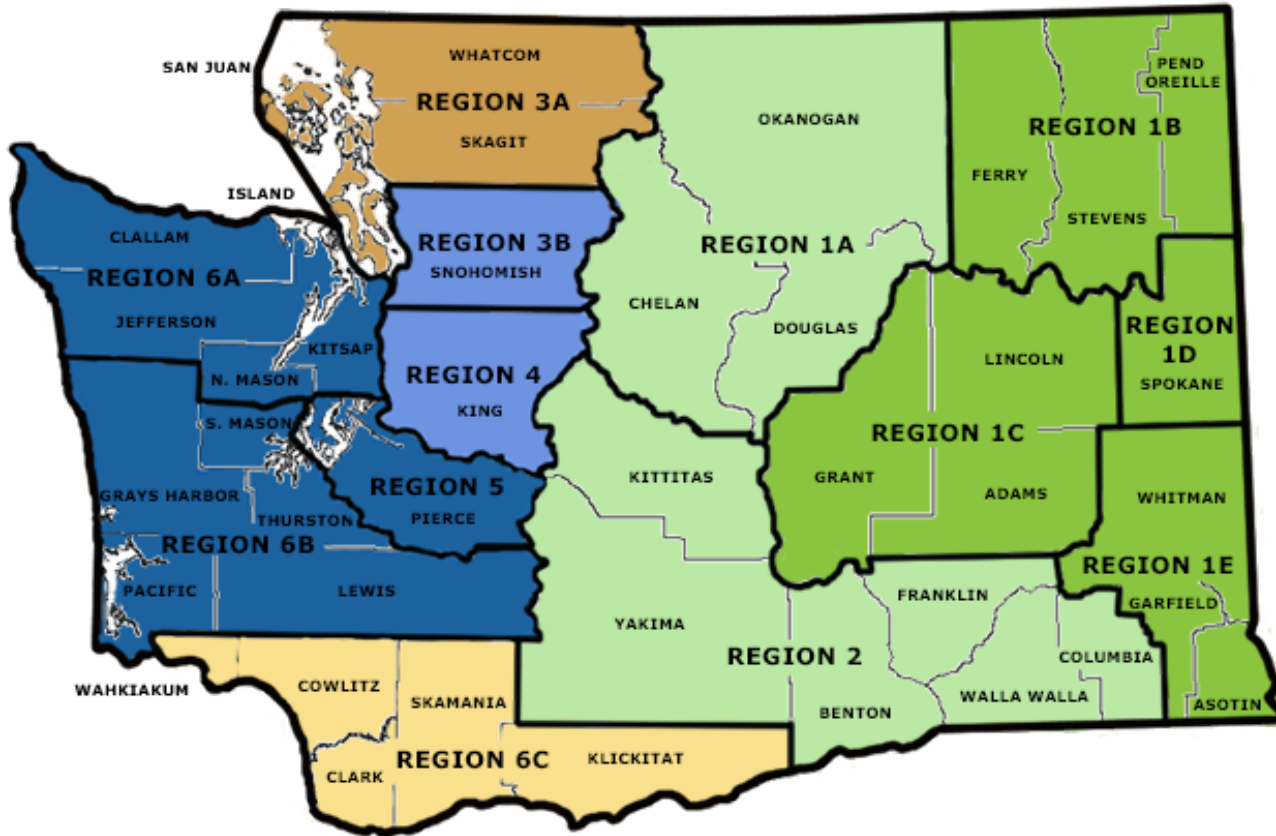 WHATCOM
SAN JUAN
PEND
OREILLE
REGION 3A
OKANOGAN
REGION 1B
SKAGIT
FERRY
ISLAND
STEVENS
CLALLAM
REGION 3B
REGION 1A
SNOHOMISH
REGION 6A
CHELAN
JEFFERSON
DOUGLAS
REGION
1D
KITSAP
LINCOLN
REGION 4
N. MASON
SPOKANE
KING
S. MASON
REGION 1C
KITTITAS
GRANT
REGION 5
GRAYS HARBOR
ADAMS
WHITMAN
THURSTON
PIERCE
REGION 6B
REGION 1E
PACIFIC
LEWIS
FRANKLIN
GARFIELD
YAKIMA
REGION 2
COLUMBIA
WAHKIAKUM
COWLITZ
SKAMANIA
WALLA WALLA
ASOTIN
BENTON
REGION 6C
KLICKITAT
CLARK